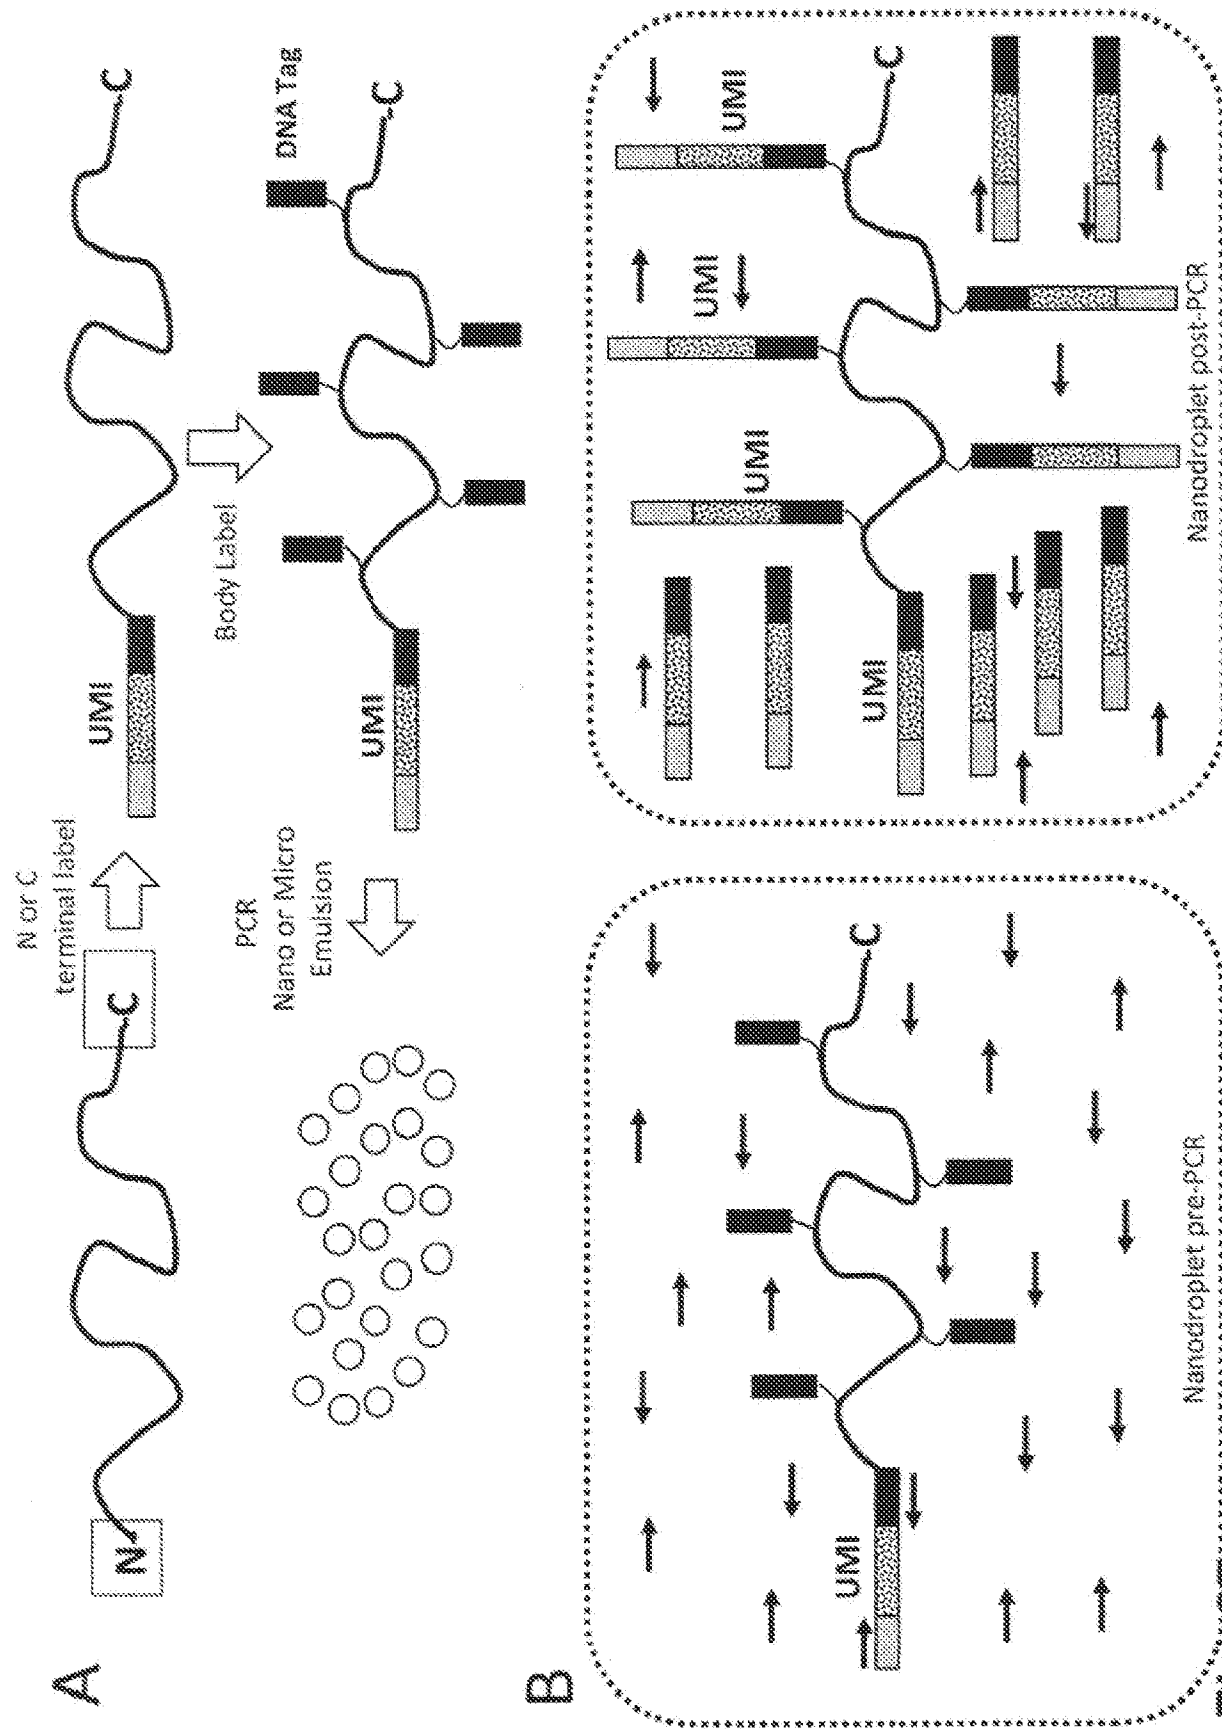 A
N
C
N or C
terminal label
UMI
C
Body Label
DNA Tag
UMI
C
PCR
Nano or Micro
Emulsion
B
UMI
C
Nanodroplet pre-PCR
UMI
UMI
UMI
UMI
C
Nanodroplet post-PCR